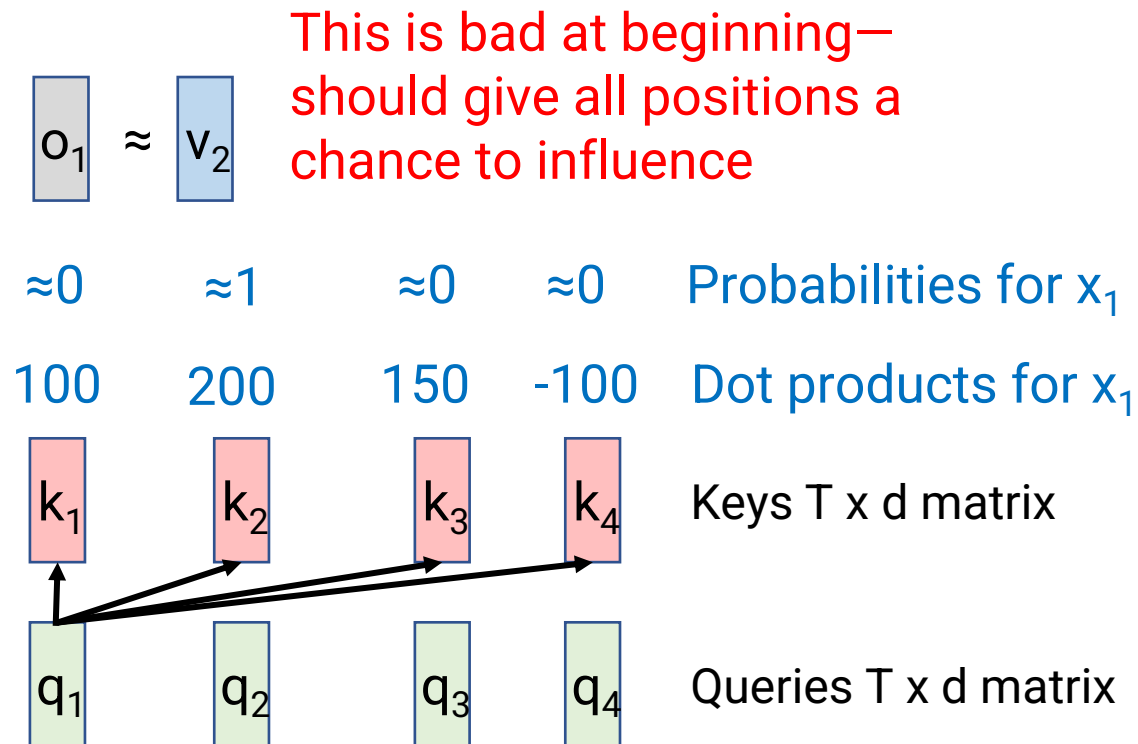 This is bad at beginning—
should give all positions a
chance to influence
o₁ ≈ v₂
≈0 ≈1 ≈0 ≈0 Probabilities for x₁
100 200 150 -100 Dot products for x₁
k₁ k₂ k₃ k₄ Keys T x d matrix
q₁ q₂ q₃ q₄ Queries T x d matrix